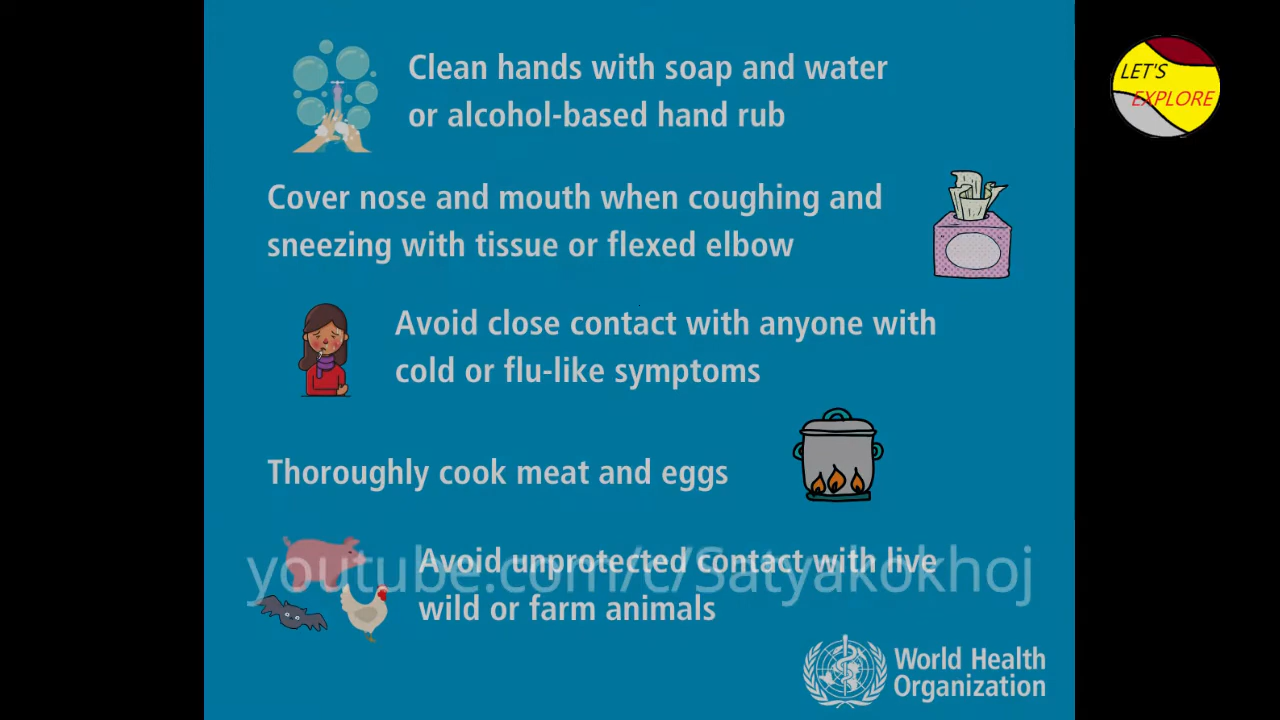 LET'S
EXPLORE
Clean hands with soap and water
or alcohol-based hand rub
Cover nose and mouth when coughing and
sneezing with tissue or flexed elbow
Avoid close contact with anyone with
cold or flu-like symptoms
Thoroughly cook meat and eggs
Avoid unprotected contact with live
wild or farm animals
youtube.com/c/Satyakokhoj
World Health
Organization